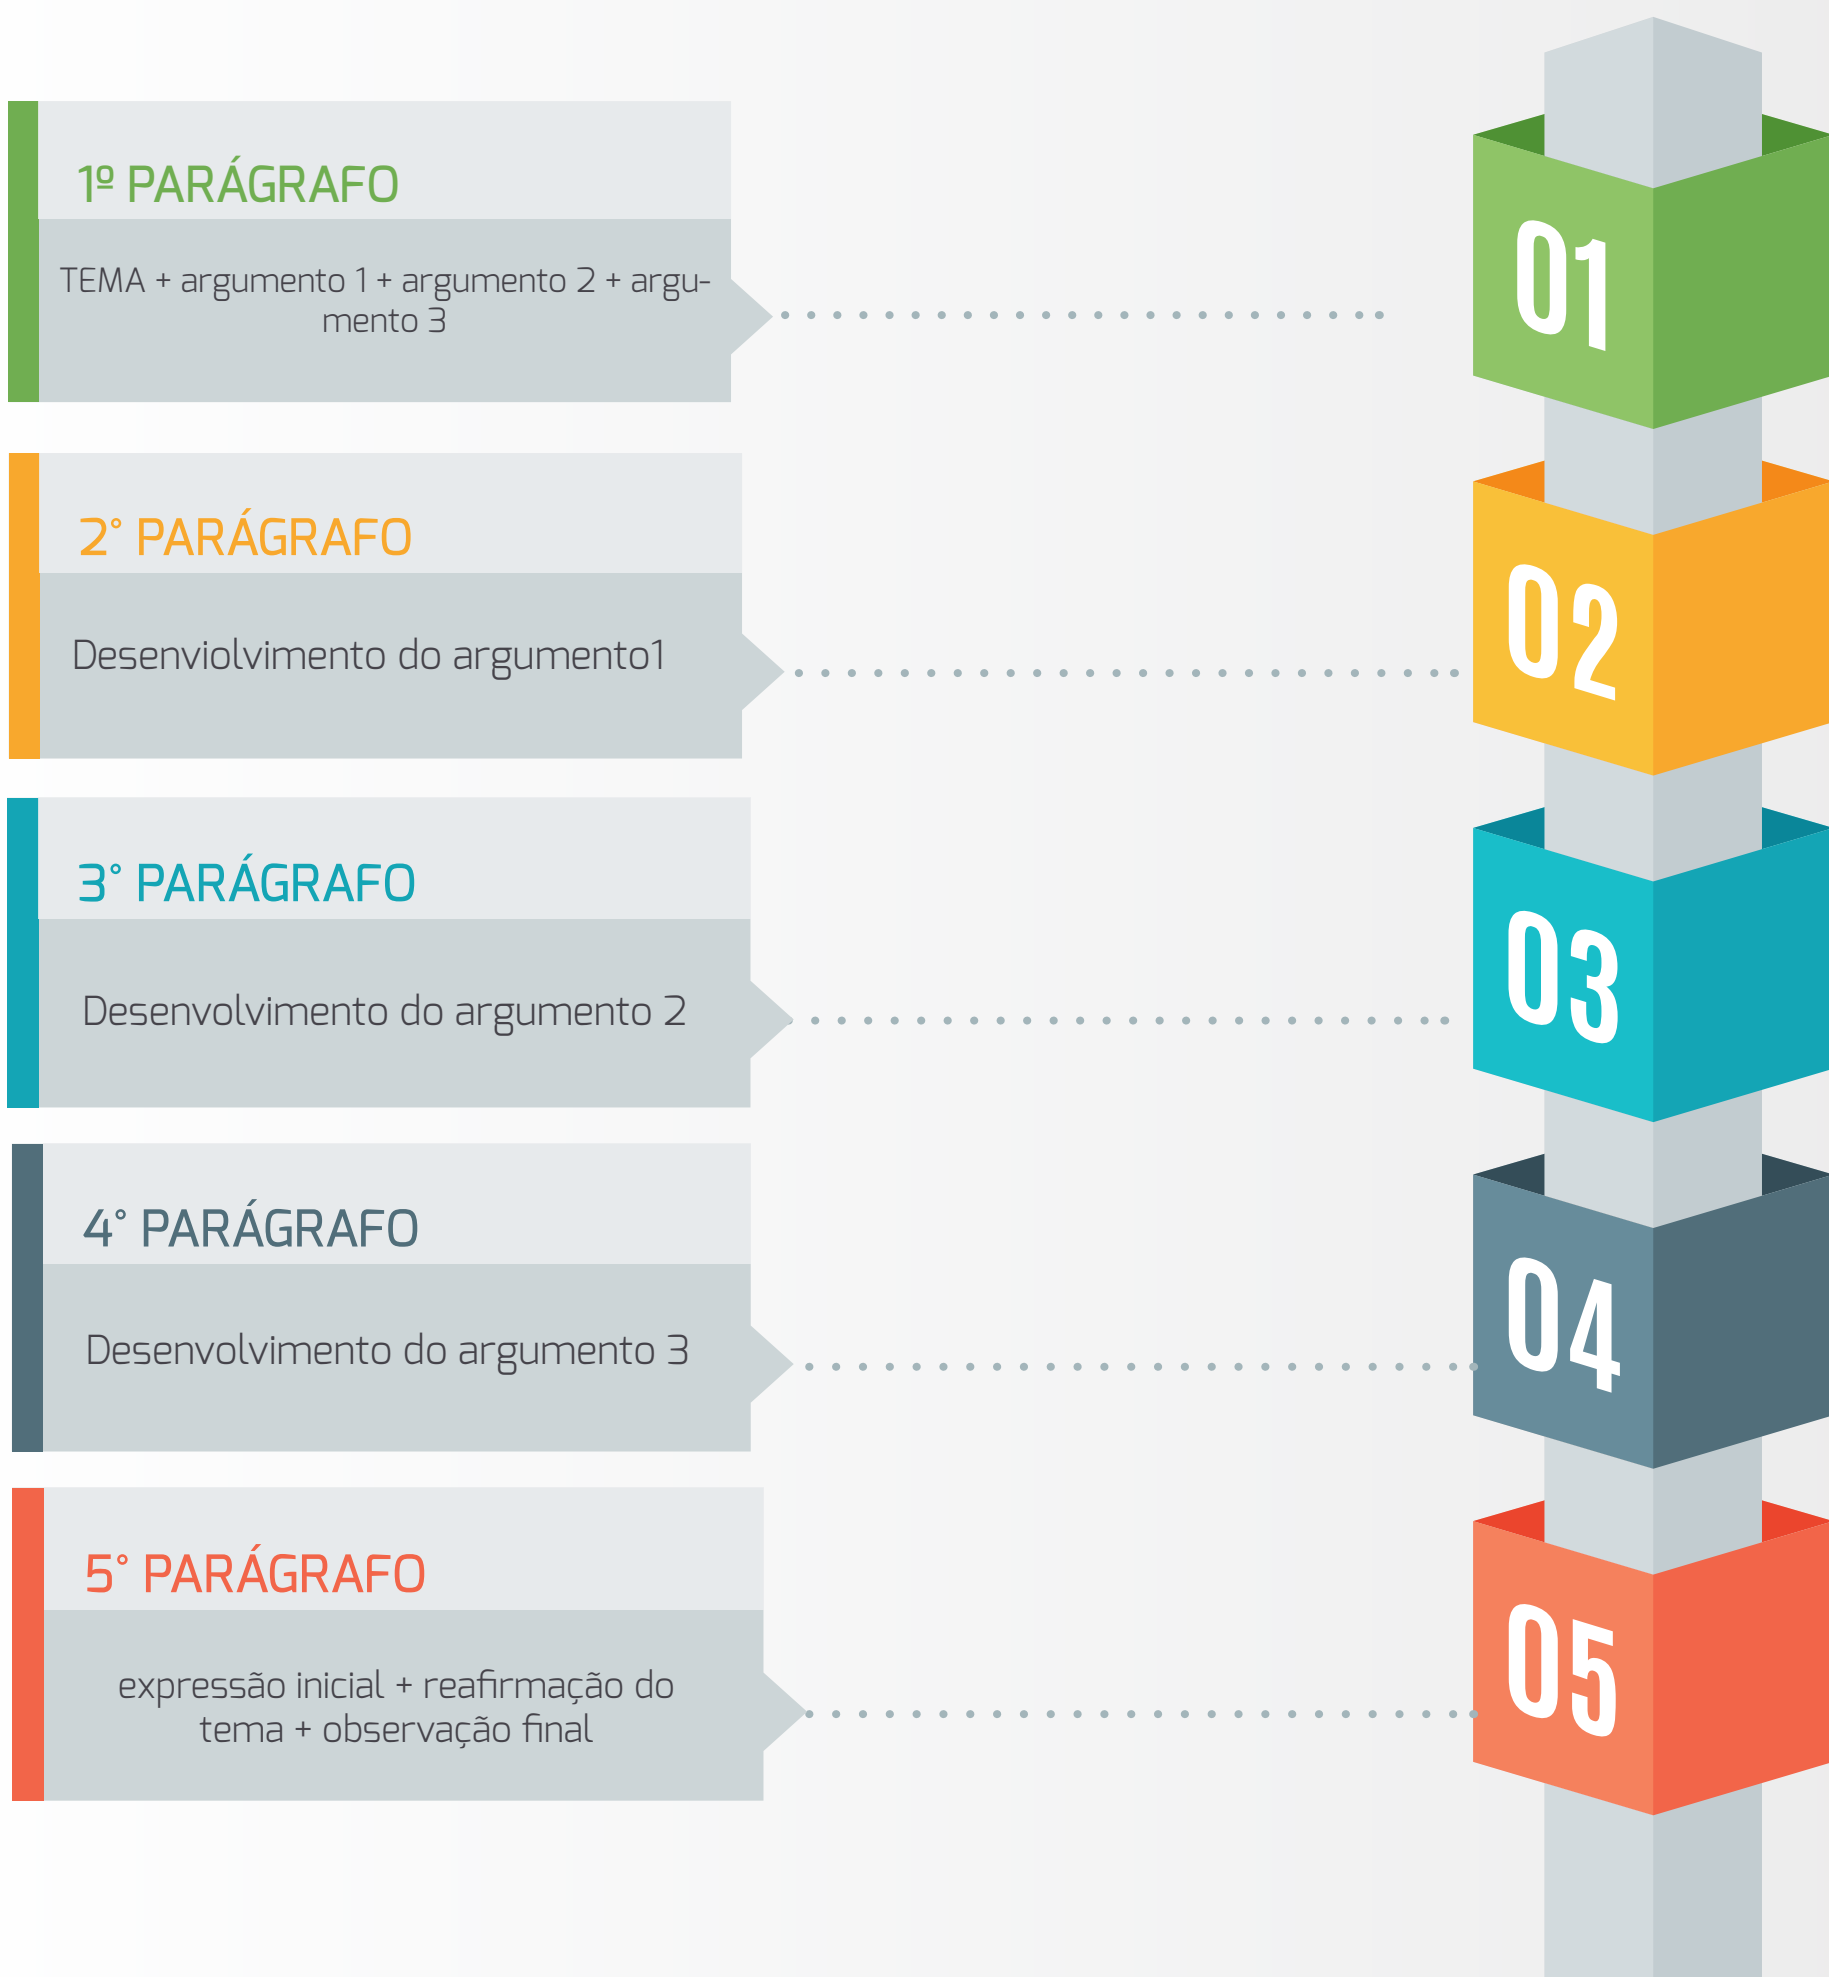 1º PARÁGRAFO
TEMA + argumento 1 + argumento 2 + argu-
mento 3
01
2° PARÁGRAFO
Desenviolvimento do argumento1
02
3° PARÁGRAFO
Desenvolvimento do argumento 2
03
4° PARÁGRAFO
Desenvolvimento do argumento 3
04
5° PARÁGRAFO
expressão inicial + reafirmação do
tema + observação final
05